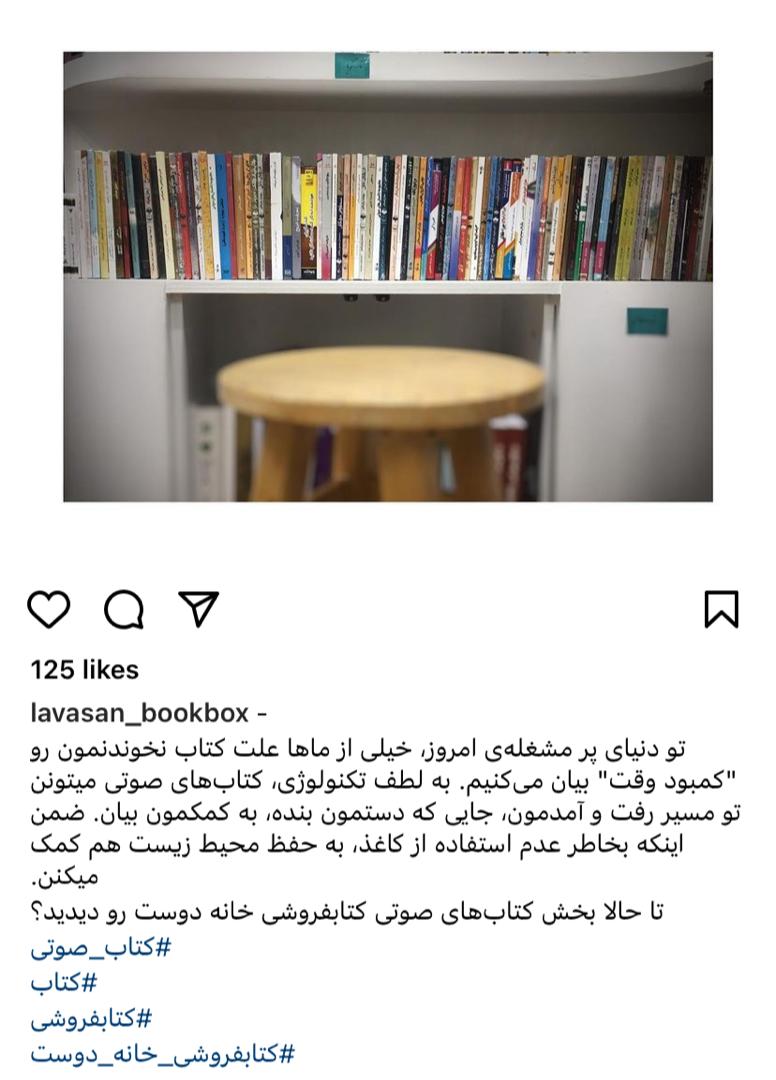 125 likes
lavasan_bookbox -
تو دنیای پر مشغله‌ی امروز، خیلی از ماها علت کتاب نخوندنمون رو
"کمبود وقت" بیان می‌کنیم. به لطف تکنولوژی، کتاب‌های صوتی میتونن
تو مسیر رفت و آمدمون، جایی که دستمون بنده، به کمکمون بیان. ضمن
اینکه بخاطر عدم استفاده از کاغذ، به حفظ محیط زیست هم کمک
میکنن.
تا حالا بخش کتاب‌های صوتی کتابفروشی خانه دوست رو دیدید؟
#کتاب_صوتی
#کتاب
#کتابفروشی
#کتابفروشی_خانه_دوست